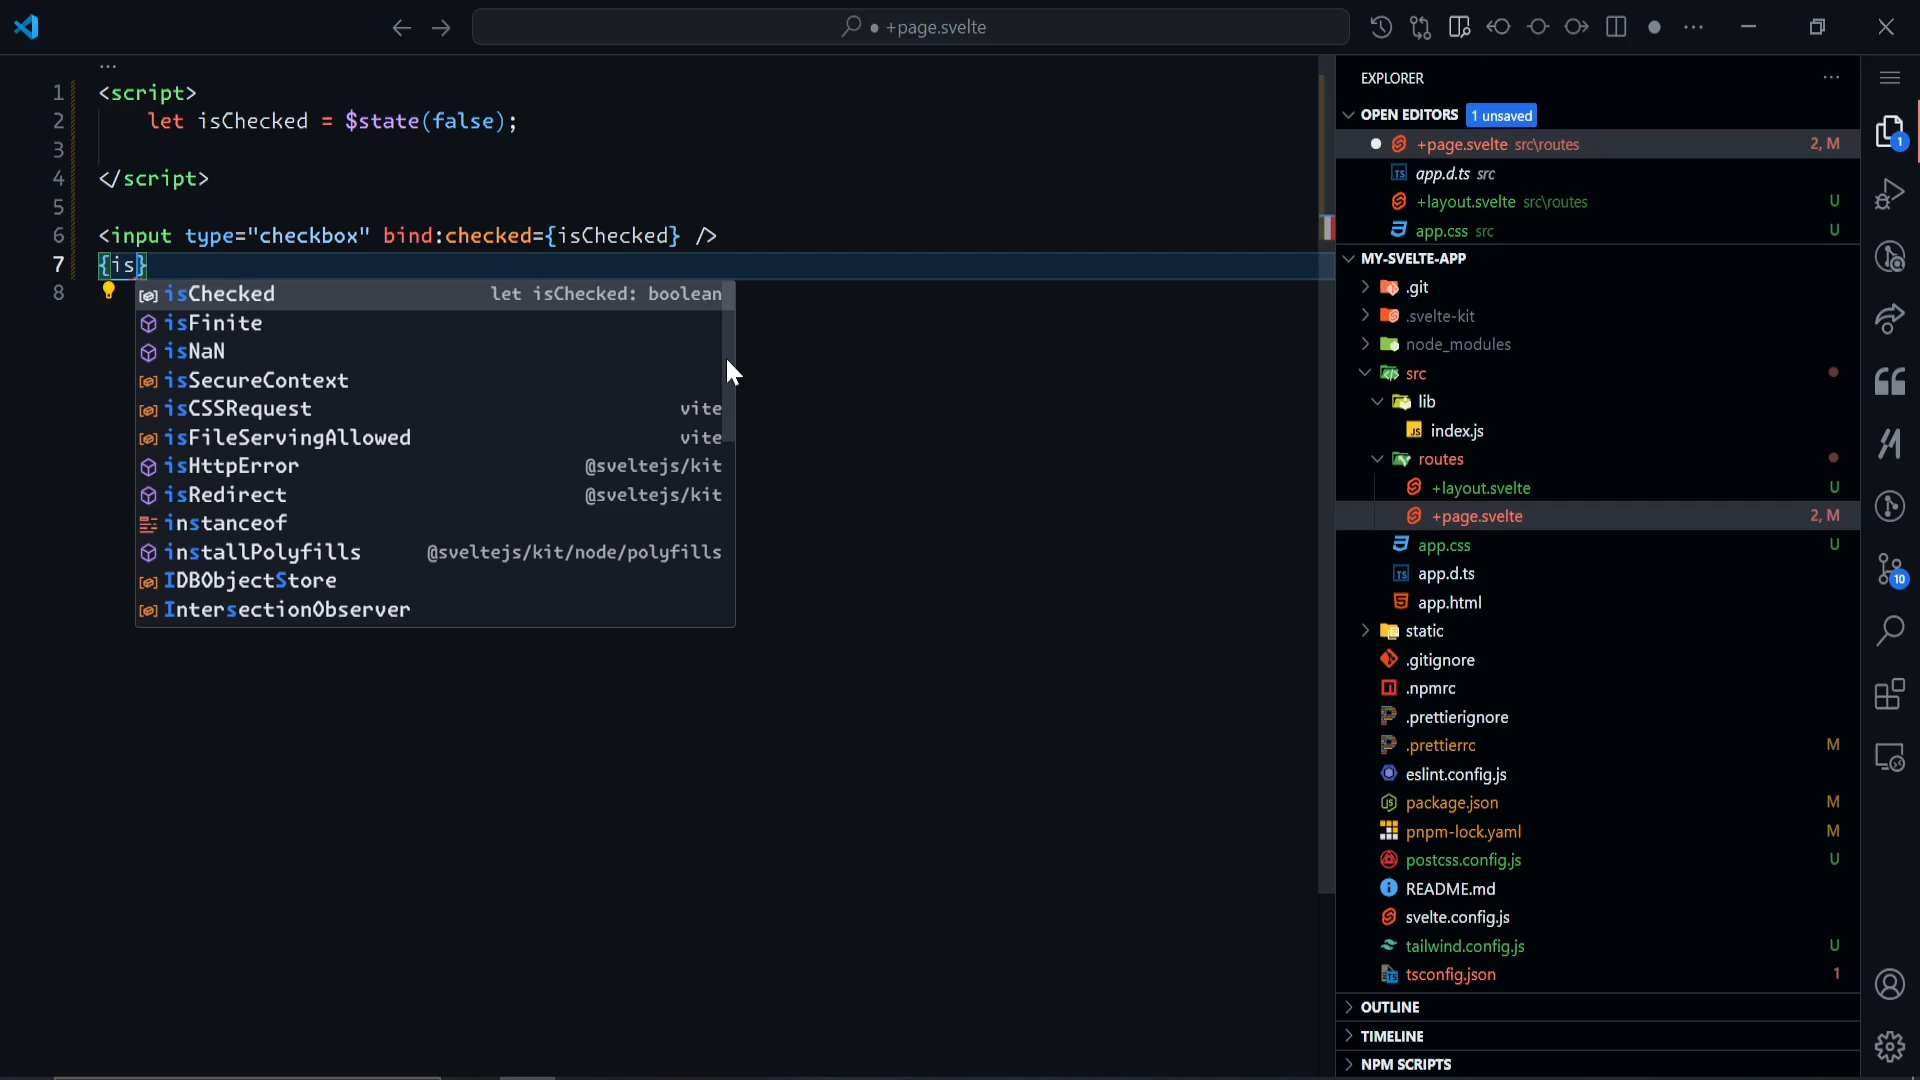 +page.svelte
...
1 <script>
2 let isChecked = $state(false);
3
4 </script>
5
6 <input type="checkbox" bind:checked={isChecked} />
7 {is}
8
isChecked let isChecked: boolean
isFinite
isNaN
isSecureContext
isCSSRequest vite
isFileServingAllowed vite
isHttpError @sveltejs/kit
isRedirect @sveltejs/kit
instanceof
installPolyfills @sveltejs/kit/node/polyfills
IDBObjectStore
IntersectionObserver
EXPLORER
OPEN EDITORS 1 unsaved
+page.svelte src\routes 2, M
TS app.d.ts src
+layout.svelte src\routes U
app.css src U
MY-SVELTE-APP
.git
.svelte-kit
node_modules
src
lib
JS index.js
routes
+layout.svelte U
+page.svelte 2, M
app.css U
TS app.d.ts
app.html
static
.gitignore
.npmrc
.prettierignore
.prettierrc M
eslint.config.js
package.json M
pnpm-lock.yaml M
postcss.config.js U
README.md
svelte.config.js
tailwind.config.js U
TS tsconfig.json 1
OUTLINE
TIMELINE
NPM SCRIPTS
1
10